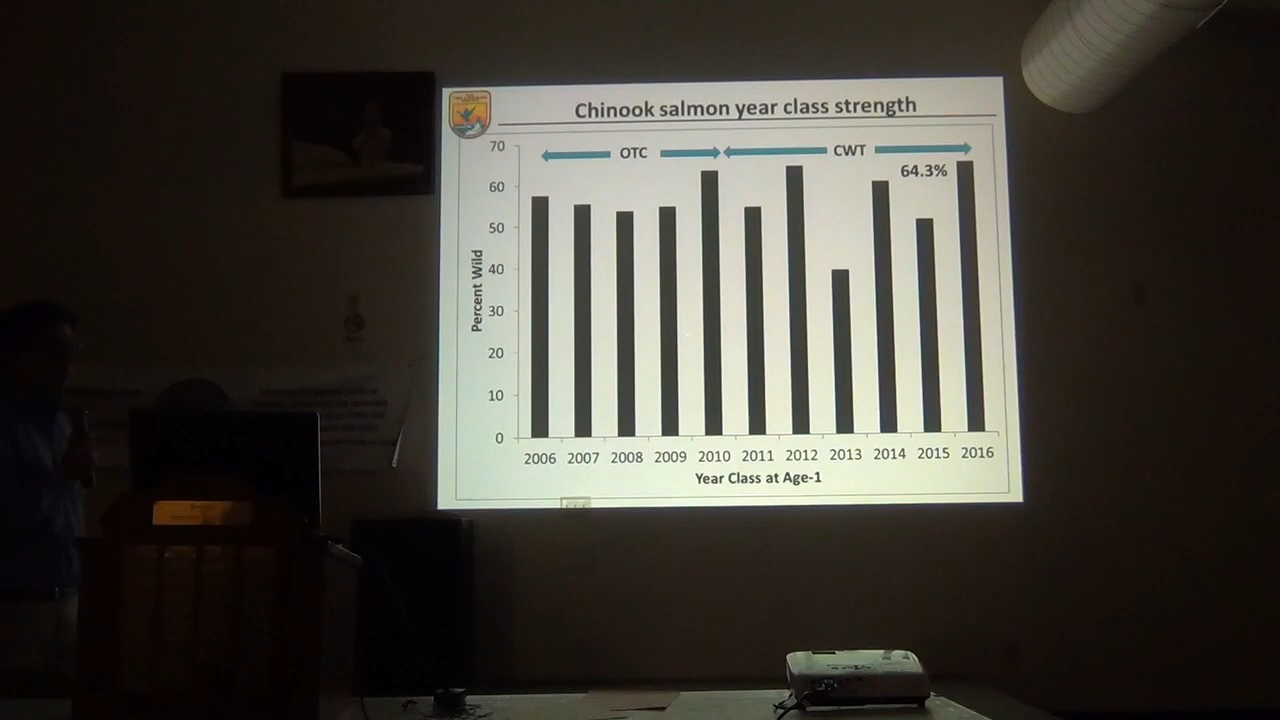 Chinook salmon year class strength
OTC
CWT
64.3%
70
60
50
40
30
20
10
0
Percent Wild
2006 2007 2008 2009 2010 2011 2012 2013 2014 2015 2016
Year Class at Age-1